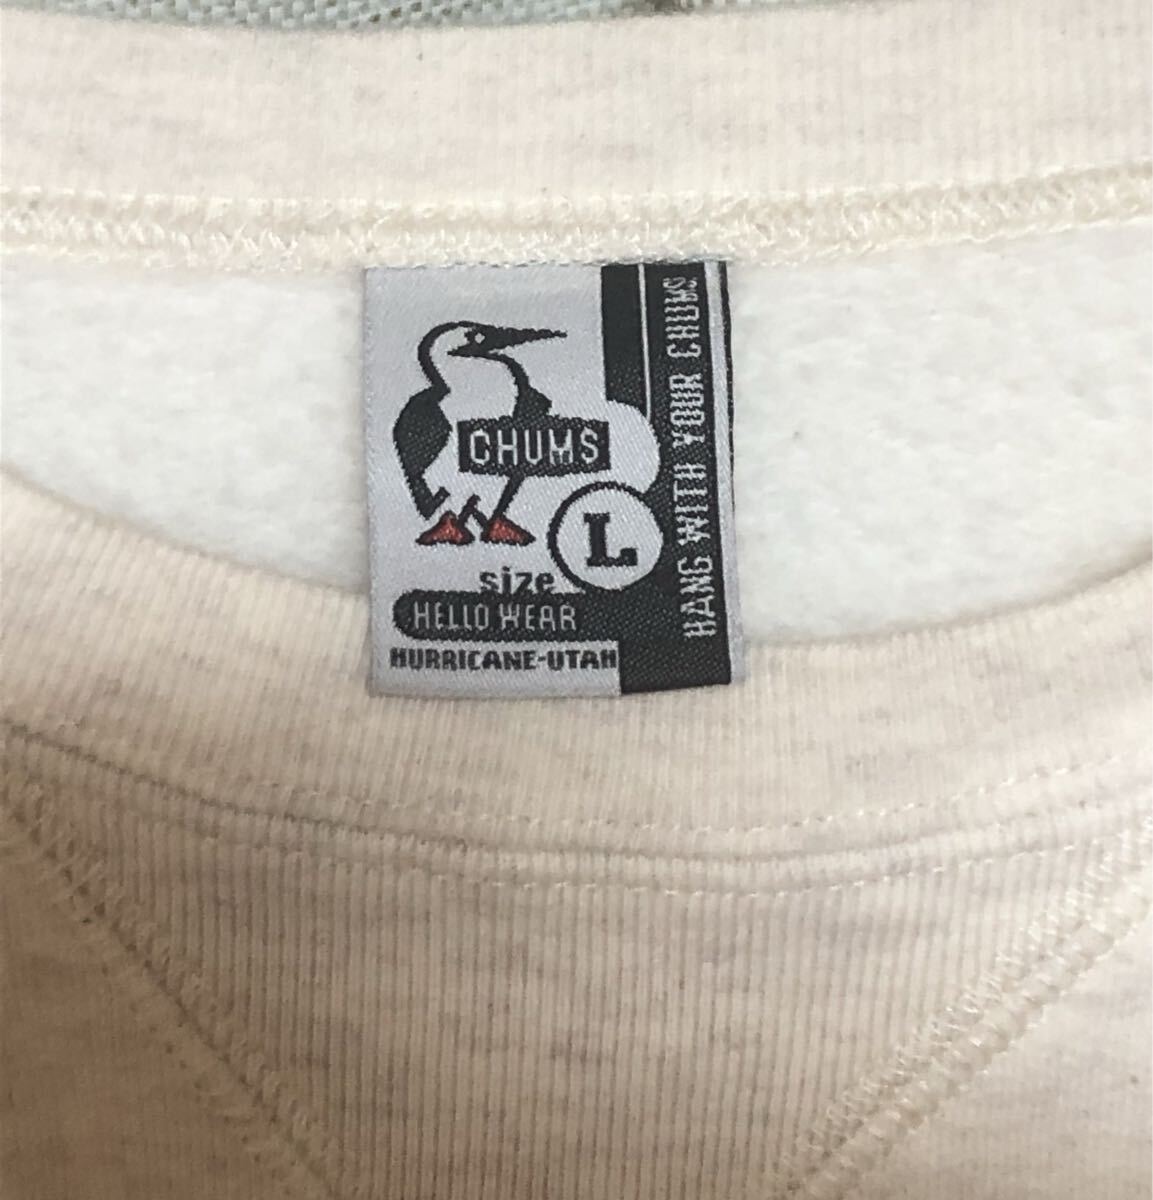 CHUMS
L
size
HELLO WEAR
HURRICANE-UTAH
HANG WITH YOUR CHUMS